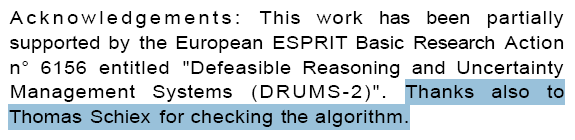 Acknowledgements: This work has been partially
supported by the European ESPRIT Basic Research Action
n° 6156 entitled "Defeasible Reasoning and Uncertainty
Management Systems (DRUMS-2)". Thanks also to
Thomas Schiex for checking the algorithm.